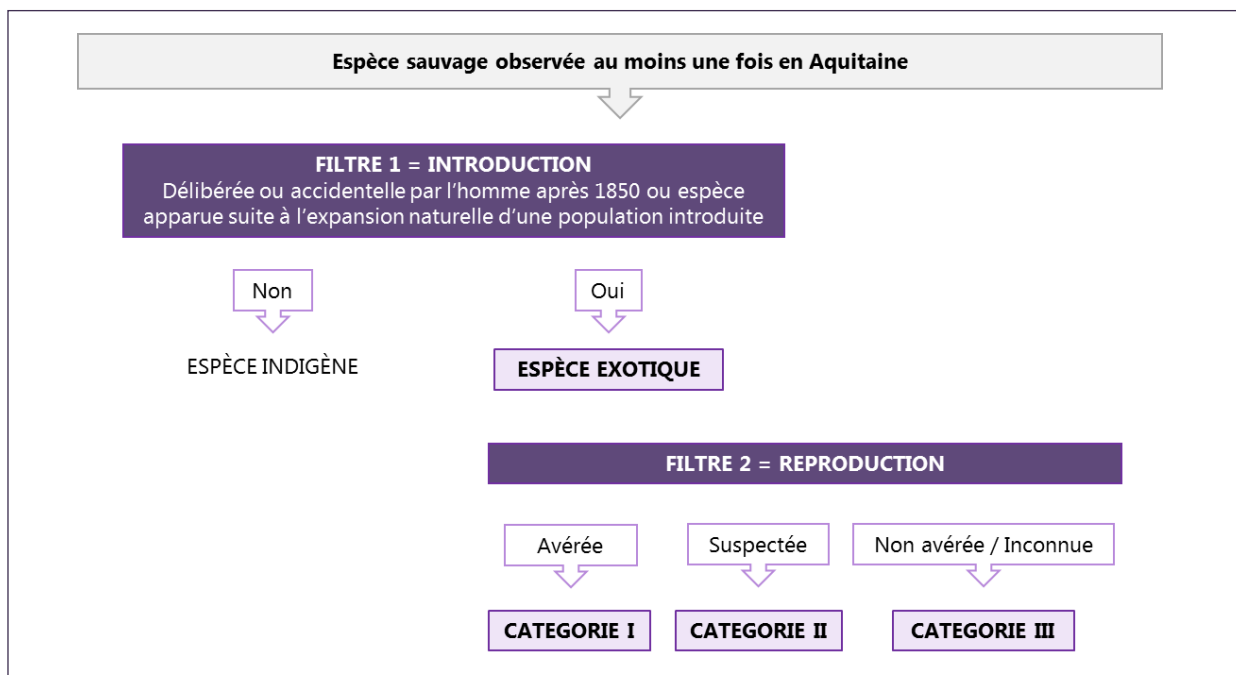 Espèce sauvage observée au moins une fois en Aquitaine
FILTRE 1 = INTRODUCTION
Délibérée ou accidentelle par l'homme après 1850 ou espèce
apparue suite à l'expansion naturelle d'une population introduite
Non
Oui
ESPÈCE INDIGÈNE
ESPÈCE EXOTIQUE
FILTRE 2 = REPRODUCTION
Avérée
Suspectée
Non avérée / Inconnue
CATEGORIE I
CATEGORIE II
CATEGORIE III